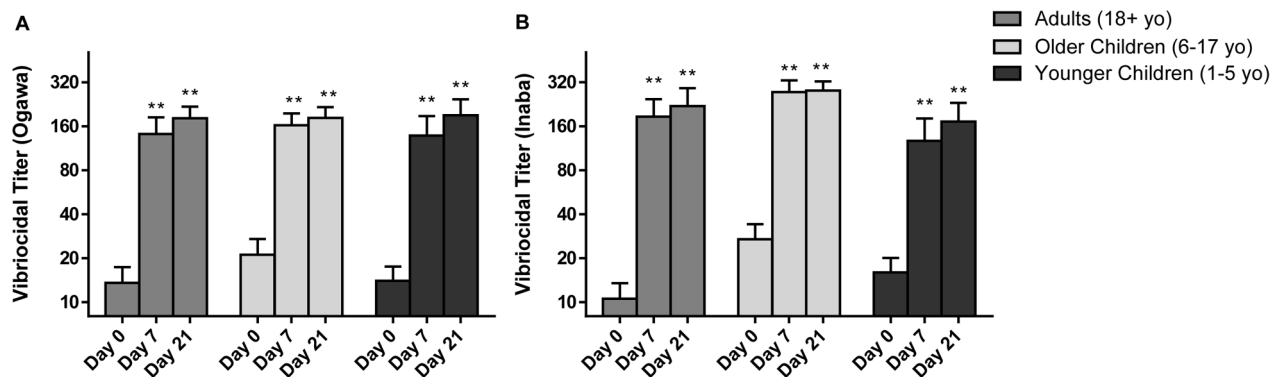 A
Vibriocidal Titer (Ogawa)
320
160
80
40
20
10
** ** ** ** ** **
Day 0 Day 7 Day 21 Day 0 Day 7 Day 21 Day 0 Day 7 Day 21
B
Vibriocidal Titer (Inaba)
320
160
80
40
20
10
** ** ** ** ** **
Day 0 Day 7 Day 21 Day 0 Day 7 Day 21 Day 0 Day 7 Day 21
Adults (18+ yo)
Older Children (6-17 yo)
Younger Children (1-5 yo)